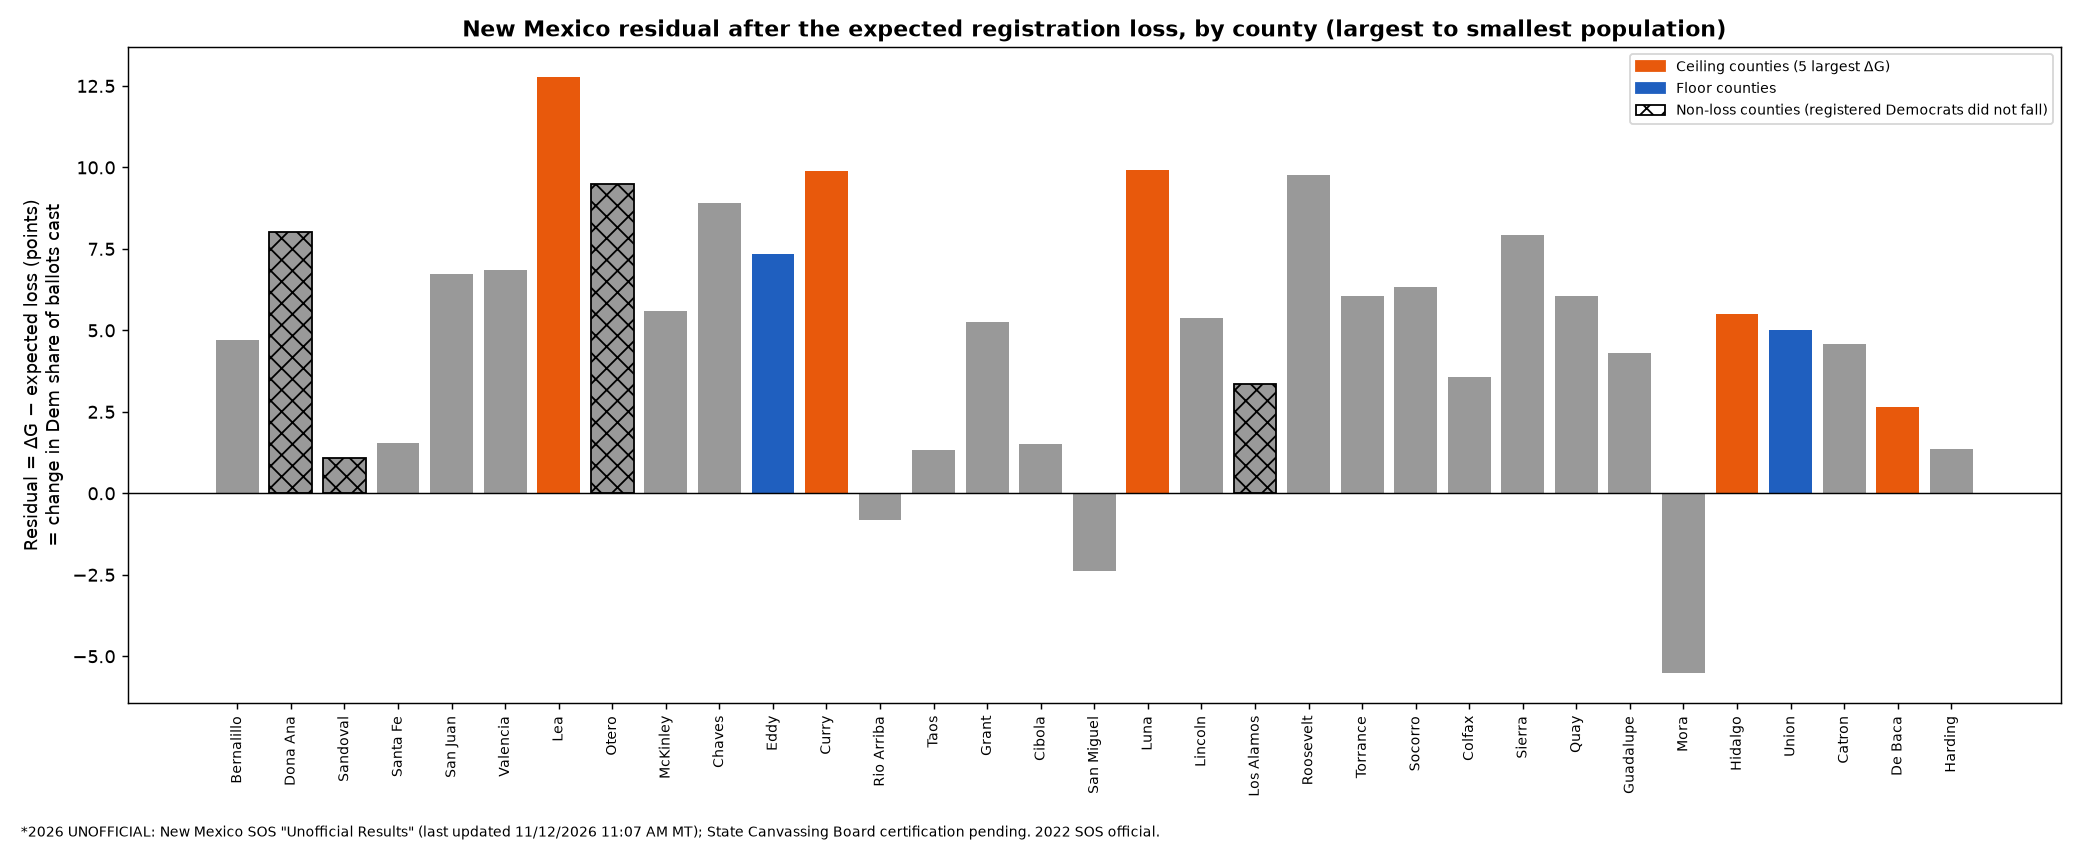 New Mexico residual after the expected registration loss, by county (largest to smallest population)
Residual = ΔG − expected loss (points)
= change in Dem share of ballots cast
12.5
10.0
7.5
5.0
2.5
0.0
−2.5
−5.0
Ceiling counties (5 largest ΔG)
Floor counties
Non-loss counties (registered Democrats did not fall)
Bernalillo
Dona Ana
Sandoval
Santa Fe
San Juan
Valencia
Lea
Otero
McKinley
Chaves
Eddy
Curry
Rio Arriba
Taos
Grant
Cibola
San Miguel
Luna
Lincoln
Los Alamos
Roosevelt
Torrance
Socorro
Colfax
Sierra
Quay
Guadalupe
Mora
Hidalgo
Union
Catron
De Baca
Harding
*2026 UNOFFICIAL: New Mexico SOS "Unofficial Results" (last updated 11/12/2026 11:07 AM MT); State Canvassing Board certification pending. 2022 SOS official.